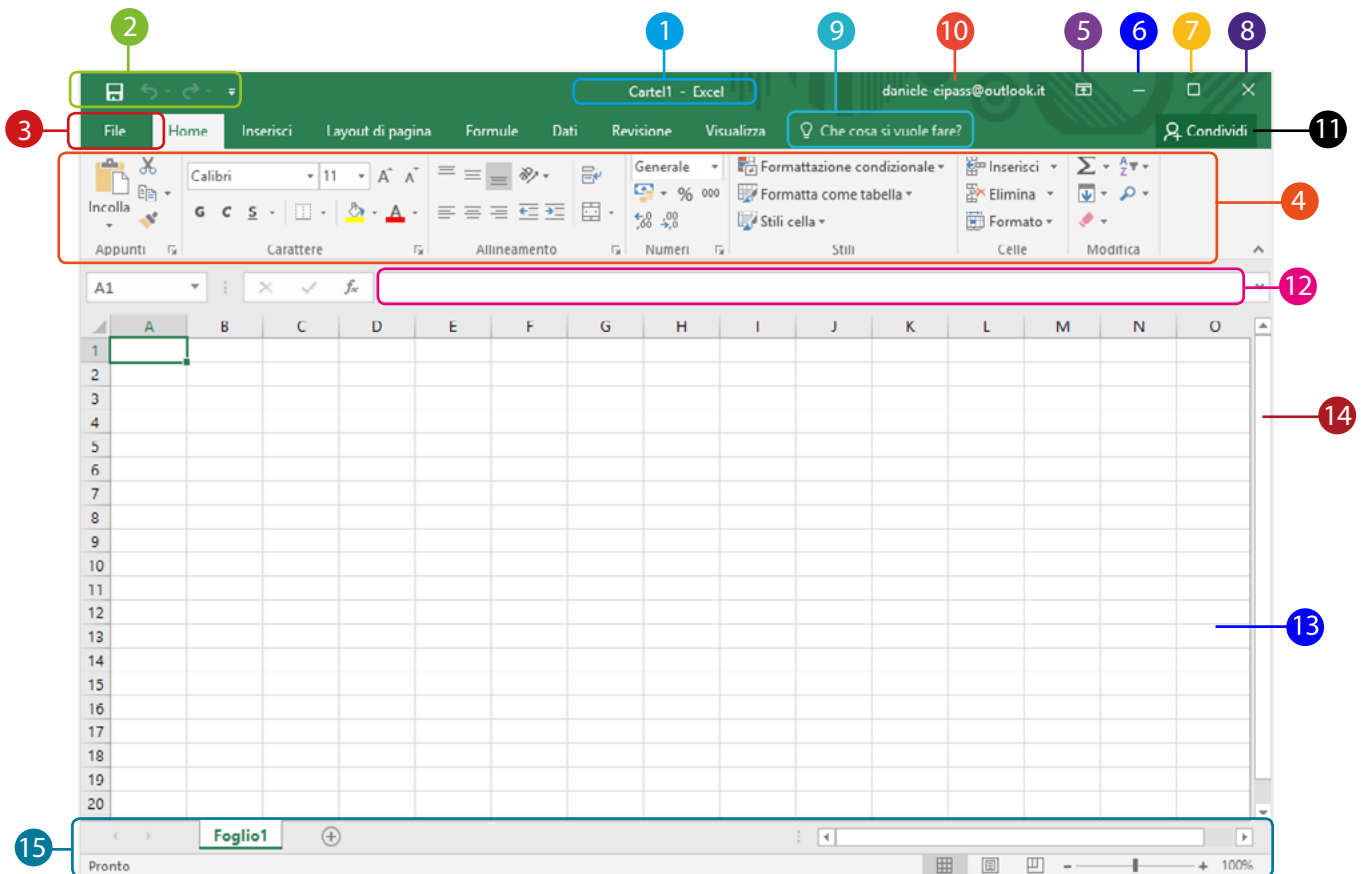 2 1 9 10 5 6 7 8
Cartel1 - Excel daniele-eipass@outlook.it
3 File Home Inserisci Layout di pagina Formule Dati Revisione Visualizza Che cosa si vuole fare? Condividi 11
Calibri 11 A A Generale Formattazione condizionale Inserisci
Incolla G C S A % 000 Formatta come tabella Elimina 4
Stili cella Formato
Appunti Carattere Allineamento Numeri Stili Celle Modifica
A1 fx 12
A B C D E F G H I J K L M N O
1
2
3
4 14
5
6
7
8
9
10
11
12
13 13
14
15
16
17
18
19
20
15 Foglio1
Pronto - + 100%